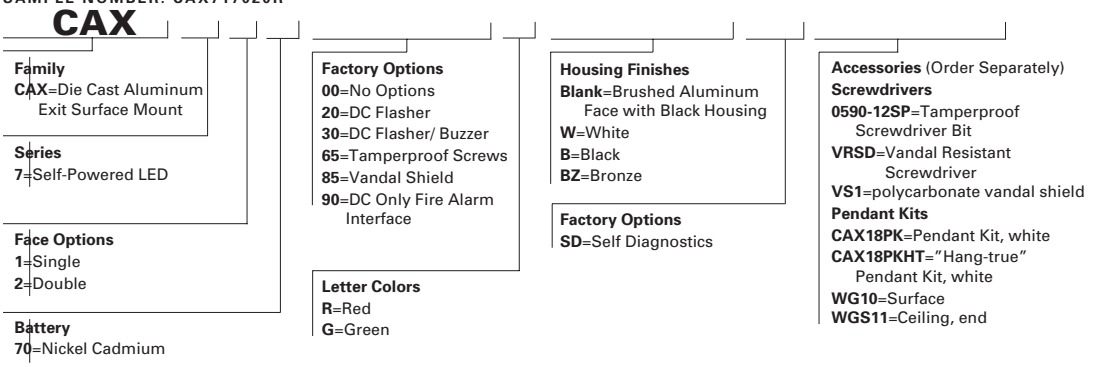 SAMPLE NUMBER: CAX717020R
CAX
Family
CAX=Die Cast Aluminum
Exit Surface Mount
Series
7=Self-Powered LED
Face Options
1=Single
2=Double
Battery
70=Nickel Cadmium
Factory Options
00=No Options
20=DC Flasher
30=DC Flasher/ Buzzer
65=Tamperproof Screws
85=Vandal Shield
90=DC Only Fire Alarm
Interface
Letter Colors
R=Red
G=Green
Housing Finishes
Blank=Brushed Aluminum
Face with Black Housing
W=White
B=Black
BZ=Bronze
Factory Options
SD=Self Diagnostics
Accessories (Order Separately)
Screwdrivers
0590-12SP=Tamperproof
Screwdriver Bit
VRSD=Vandal Resistant
Screwdriver
VS1=polycarbonate vandal shield
Pendant Kits
CAX18PK=Pendant Kit, white
CAX18PKHT=”Hang-true”
Pendant Kit, white
WG10=Surface
WGS11=Ceiling, end